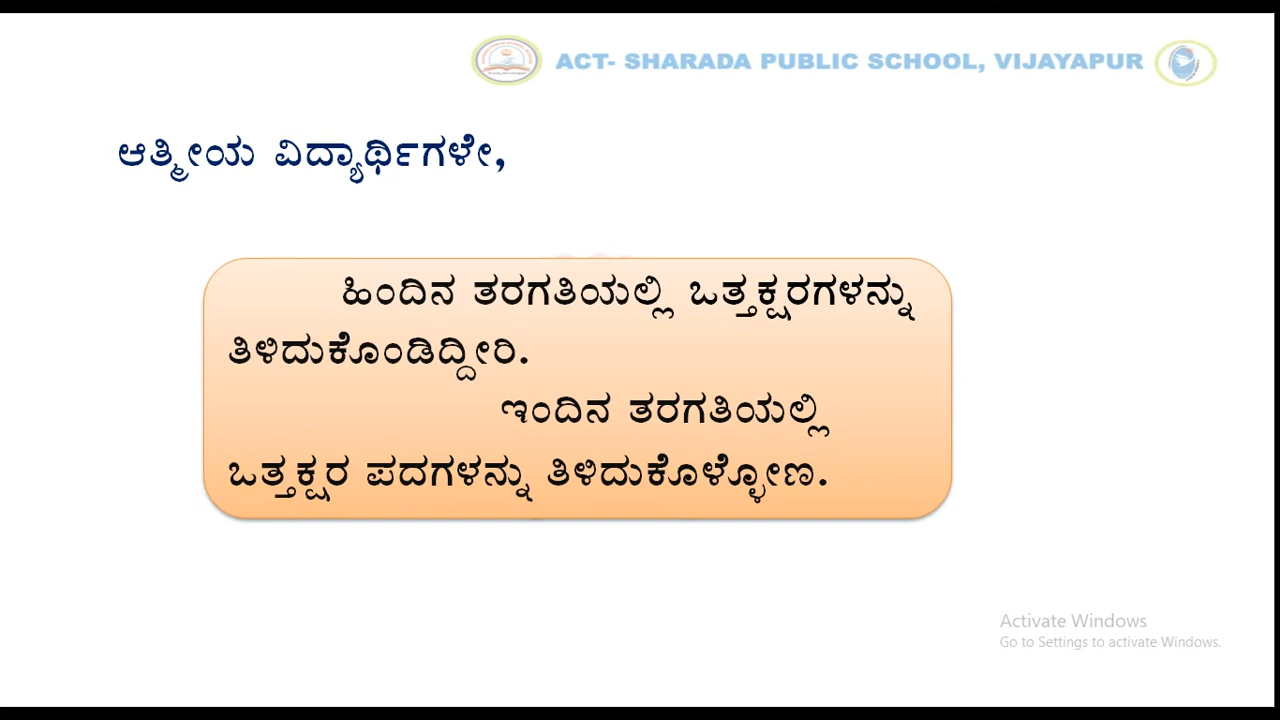 ACT- SHARADA PUBLIC SCHOOL, VIJAYAPUR
ಆತ್ಮೀಯ ವಿದ್ಯಾರ್ಥಿಗಳೇ,
ಹಿಂದಿನ ತರಗತಿಯಲ್ಲಿ ಒತ್ತಕ್ಷರಗಳನ್ನು
ತಿಳಿದುಕೊಂಡಿದ್ದೀರಿ.
ಇಂದಿನ ತರಗತಿಯಲ್ಲಿ
ಒತ್ತಕ್ಷರ ಪದಗಳನ್ನು ತಿಳಿದುಕೊಳ್ಳೋಣ.
Activate Windows
Go to Settings to activate Windows.